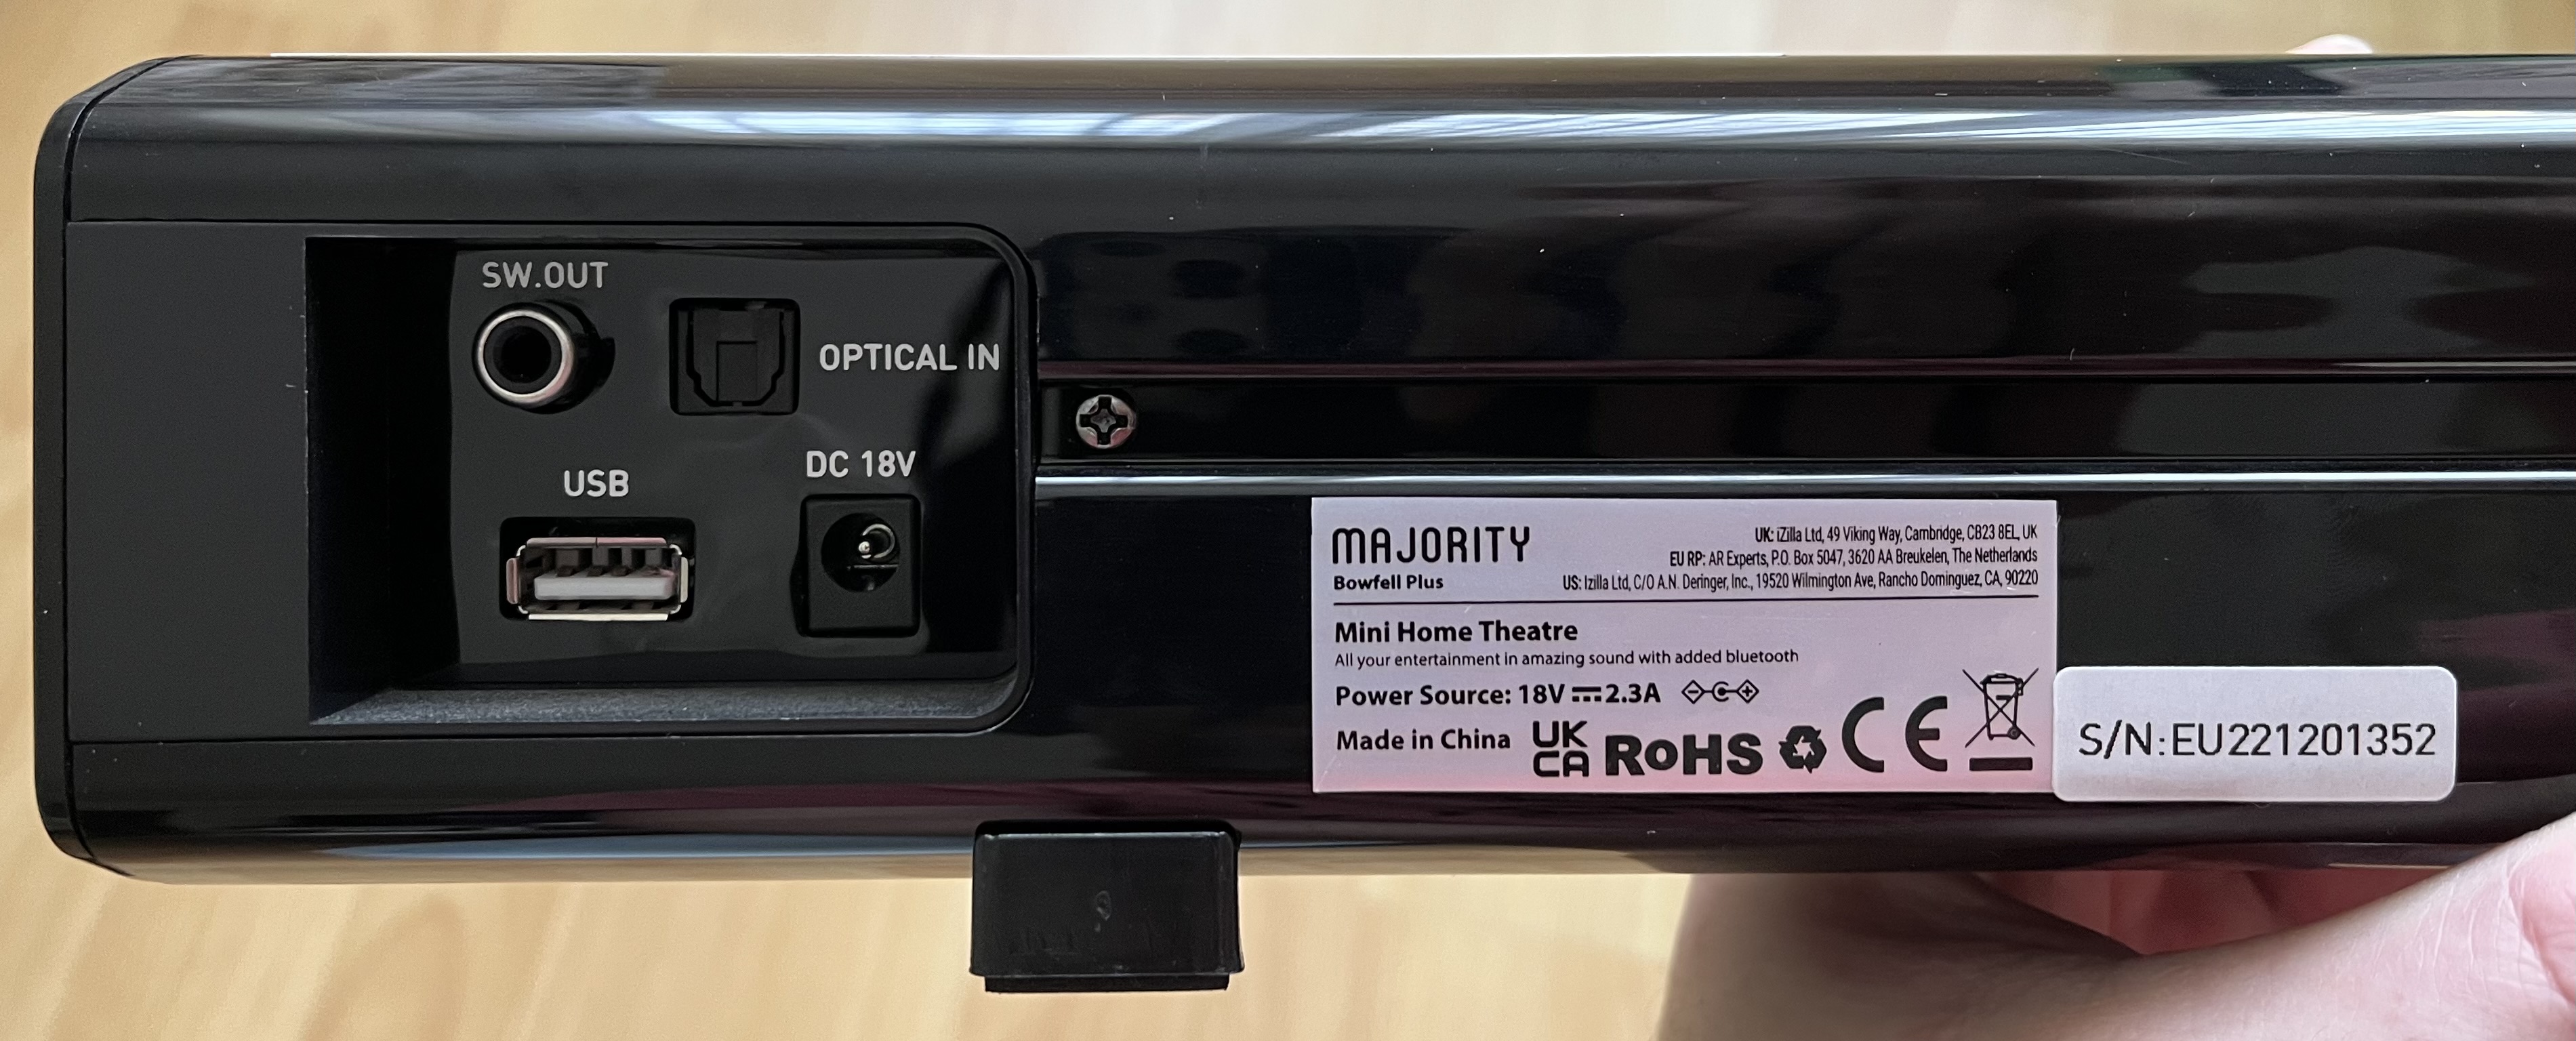 SW.OUT
OPTICAL IN
USB
DC 18V
MAJORITY
Bowfell Plus
UK: iZilla Ltd, 49 Viking Way, Cambridge, CB23 8EL, UK
EU RP: AR Experts, P.O. Box 5047, 3620 AA Breukelen, The Netherlands
US: Izilla Ltd, C/O A.N. Deringer, Inc., 19520 Wilmington Ave, Rancho Dominguez, CA, 90220
Mini Home Theatre
All your entertainment in amazing sound with added bluetooth
Power Source: 18V⎓2.3A
Made in China
UK
CA
RoHS
CE
S/N:EU221201352